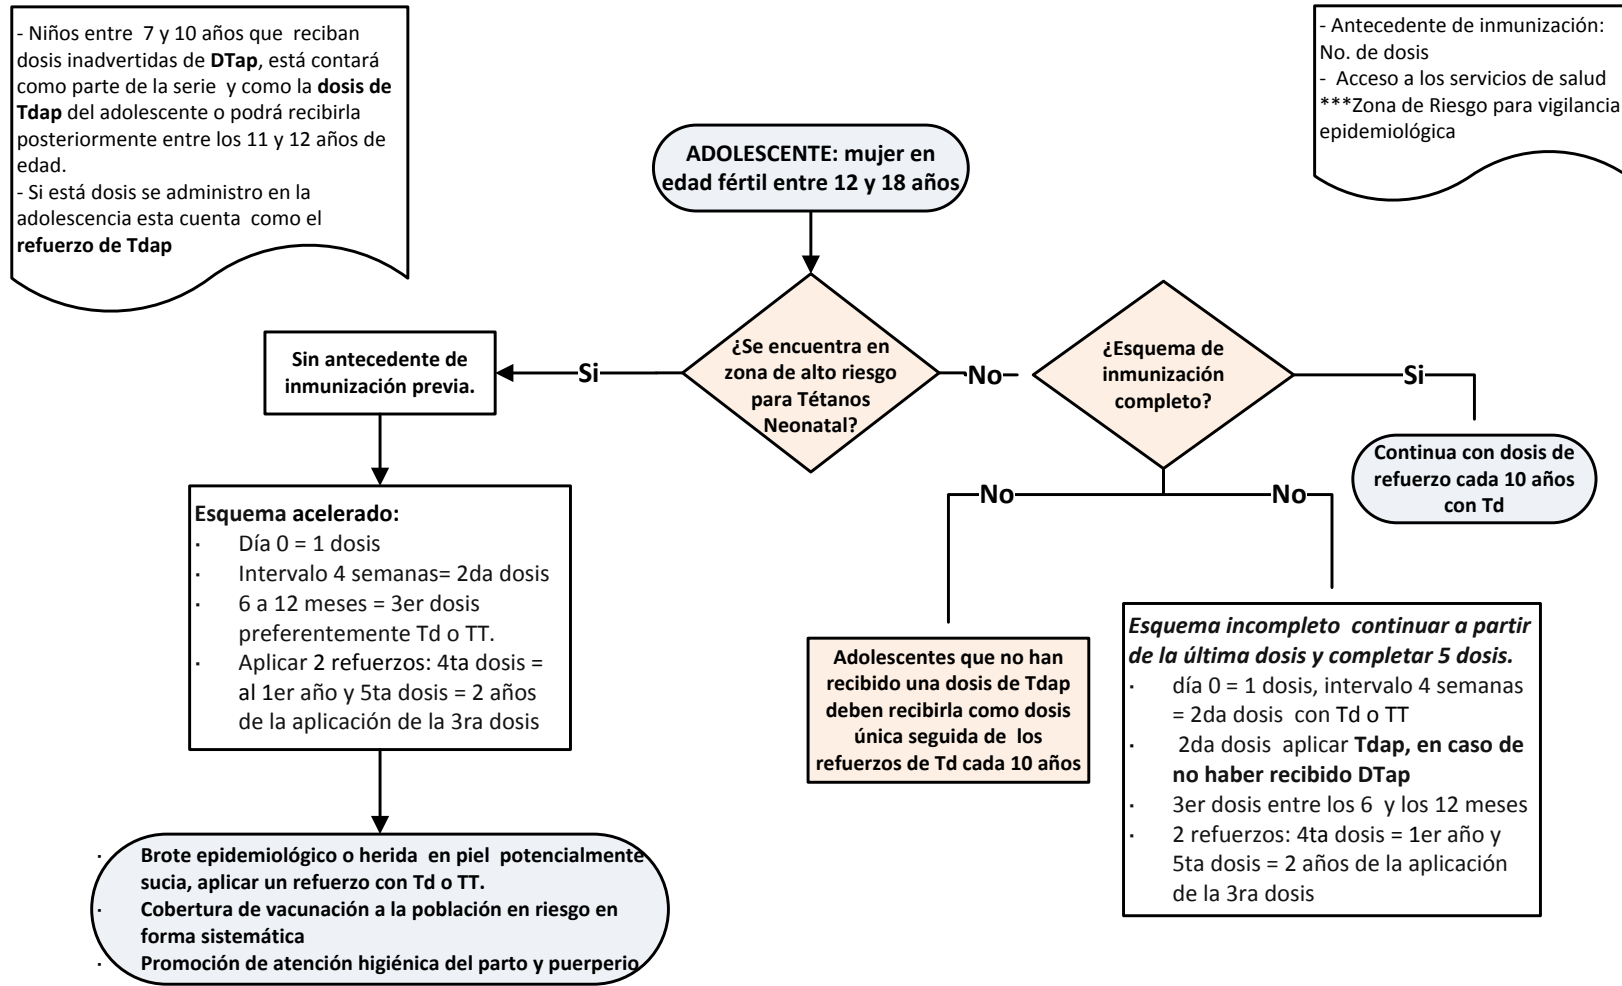 - Niños entre 7 y 10 años que reciban
dosis inadvertidas de DTap, está contará
como parte de la serie y como la dosis de
Tdap del adolescente o podrá recibirla
posteriormente entre los 11 y 12 años de
edad.
- Si está dosis se administro en la
adolescencia esta cuenta como el
refuerzo de Tdap
- Antecedente de inmunización:
No. de dosis
- Acceso a los servicios de salud
***Zona de Riesgo para vigilancia
epidemiológica
ADOLESCENTE: mujer en
edad fértil entre 12 y 18 años
¿Se encuentra en
zona de alto riesgo
para Tétanos
Neonatal?
Si
No
Sin antecedente de
inmunización previa.
¿Esquema de
inmunización
completo?
Si
Continua con dosis de
refuerzo cada 10 años
con Td
No
No
Esquema acelerado:
· Día 0 = 1 dosis
· Intervalo 4 semanas= 2da dosis
· 6 a 12 meses = 3er dosis
preferentemente Td o TT.
· Aplicar 2 refuerzos: 4ta dosis =
al 1er año y 5ta dosis = 2 años
de la aplicación de la 3ra dosis
Adolescentes que no han
recibido una dosis de Tdap
deben recibirla como dosis
única seguida de los
refuerzos de Td cada 10 años
Esquema incompleto continuar a partir
de la última dosis y completar 5 dosis.
· día 0 = 1 dosis, intervalo 4 semanas
= 2da dosis con Td o TT
· 2da dosis aplicar Tdap, en caso de
no haber recibido DTap
· 3er dosis entre los 6 y los 12 meses
· 2 refuerzos: 4ta dosis = 1er año y
5ta dosis = 2 años de la aplicación
de la 3ra dosis
· Brote epidemiológico o herida en piel potencialmente
sucia, aplicar un refuerzo con Td o TT.
· Cobertura de vacunación a la población en riesgo en
forma sistemática
· Promoción de atención higiénica del parto y puerperio